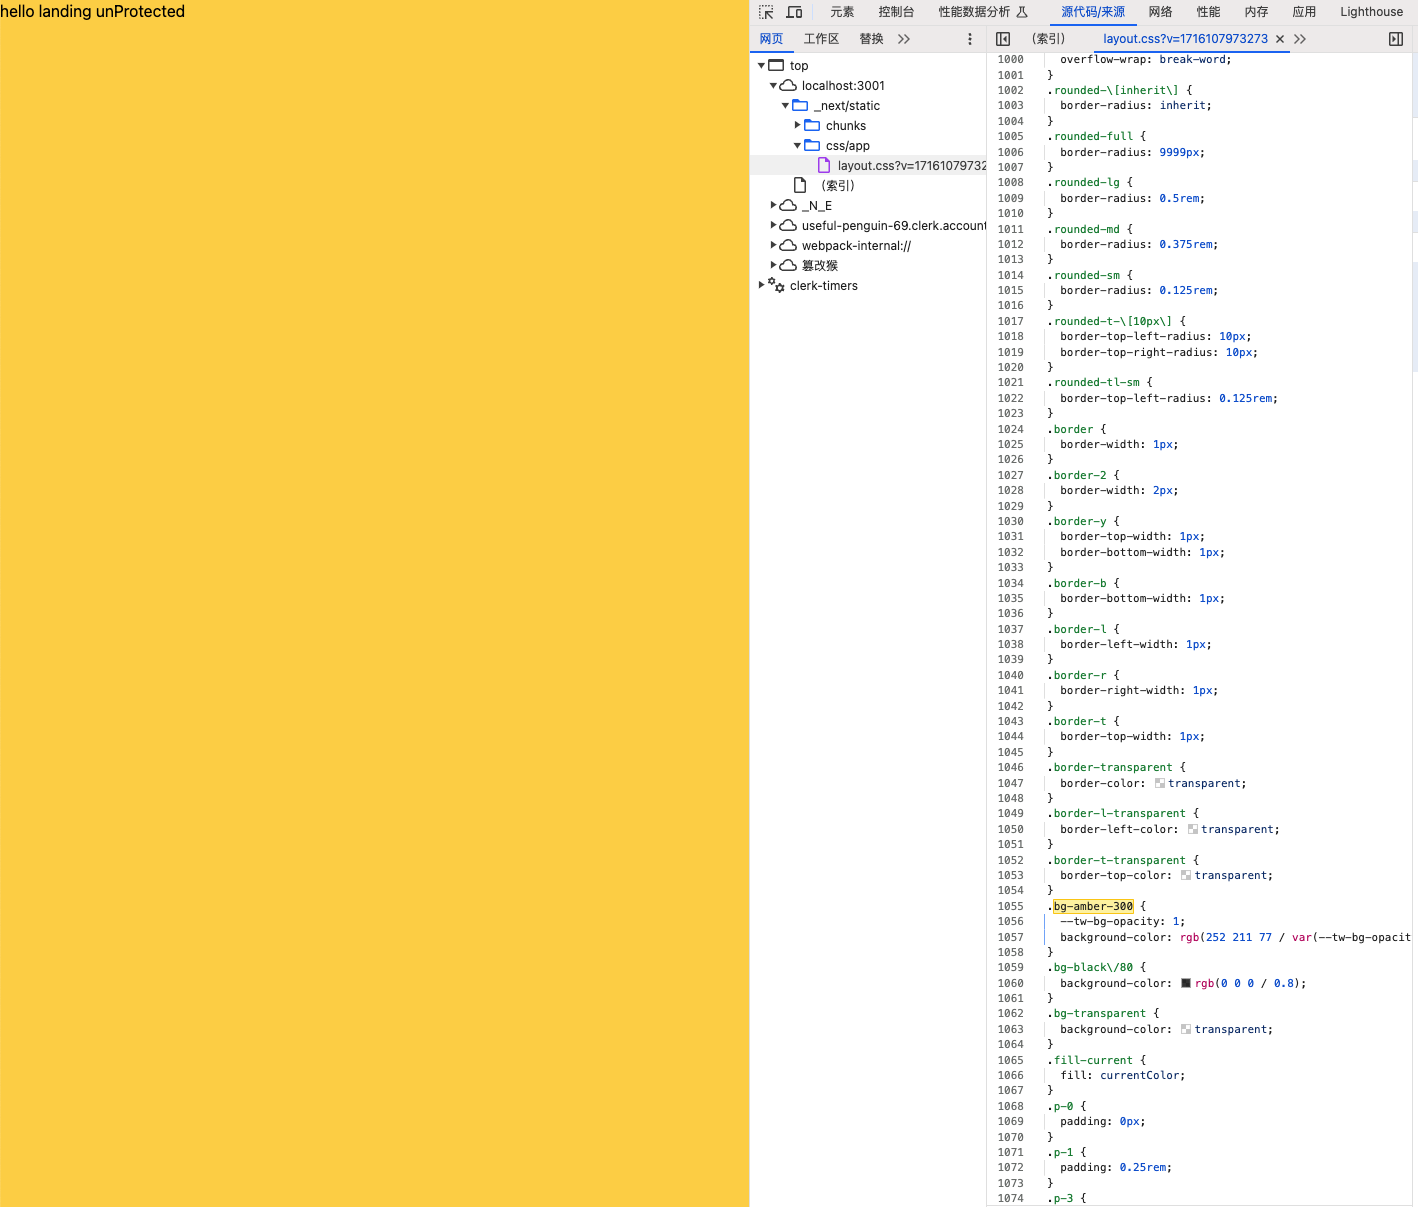 hello landing unProtected
元素 控制台 性能数据分析 源代码/来源 网络 性能 内存 应用 Lighthouse
网页 工作区 替换
(索引) layout.css?v=1716107973273
top
localhost:3001
_next/static
chunks
css/app
layout.css?v=17161079732
(索引)
_N_E
useful-penguin-69.clerk.account
webpack-internal://
篡改猴
clerk-timers
1000 overflow-wrap: break-word;
1001 }
1002 .rounded-\[inherit\] {
1003 border-radius: inherit;
1004 }
1005 .rounded-full {
1006 border-radius: 9999px;
1007 }
1008 .rounded-lg {
1009 border-radius: 0.5rem;
1010 }
1011 .rounded-md {
1012 border-radius: 0.375rem;
1013 }
1014 .rounded-sm {
1015 border-radius: 0.125rem;
1016 }
1017 .rounded-t-\[10px\] {
1018 border-top-left-radius: 10px;
1019 border-top-right-radius: 10px;
1020 }
1021 .rounded-tl-sm {
1022 border-top-left-radius: 0.125rem;
1023 }
1024 .border {
1025 border-width: 1px;
1026 }
1027 .border-2 {
1028 border-width: 2px;
1029 }
1030 .border-y {
1031 border-top-width: 1px;
1032 border-bottom-width: 1px;
1033 }
1034 .border-b {
1035 border-bottom-width: 1px;
1036 }
1037 .border-l {
1038 border-left-width: 1px;
1039 }
1040 .border-r {
1041 border-right-width: 1px;
1042 }
1043 .border-t {
1044 border-top-width: 1px;
1045 }
1046 .border-transparent {
1047 border-color: transparent;
1048 }
1049 .border-l-transparent {
1050 border-left-color: transparent;
1051 }
1052 .border-t-transparent {
1053 border-top-color: transparent;
1054 }
1055 .bg-amber-300 {
1056 --tw-bg-opacity: 1;
1057 background-color: rgb(252 211 77 / var(--tw-bg-opacit
1058 }
1059 .bg-black\/80 {
1060 background-color: rgb(0 0 0 / 0.8);
1061 }
1062 .bg-transparent {
1063 background-color: transparent;
1064 }
1065 .fill-current {
1066 fill: currentColor;
1067 }
1068 .p-0 {
1069 padding: 0px;
1070 }
1071 .p-1 {
1072 padding: 0.25rem;
1073 }
1074 .p-3 {